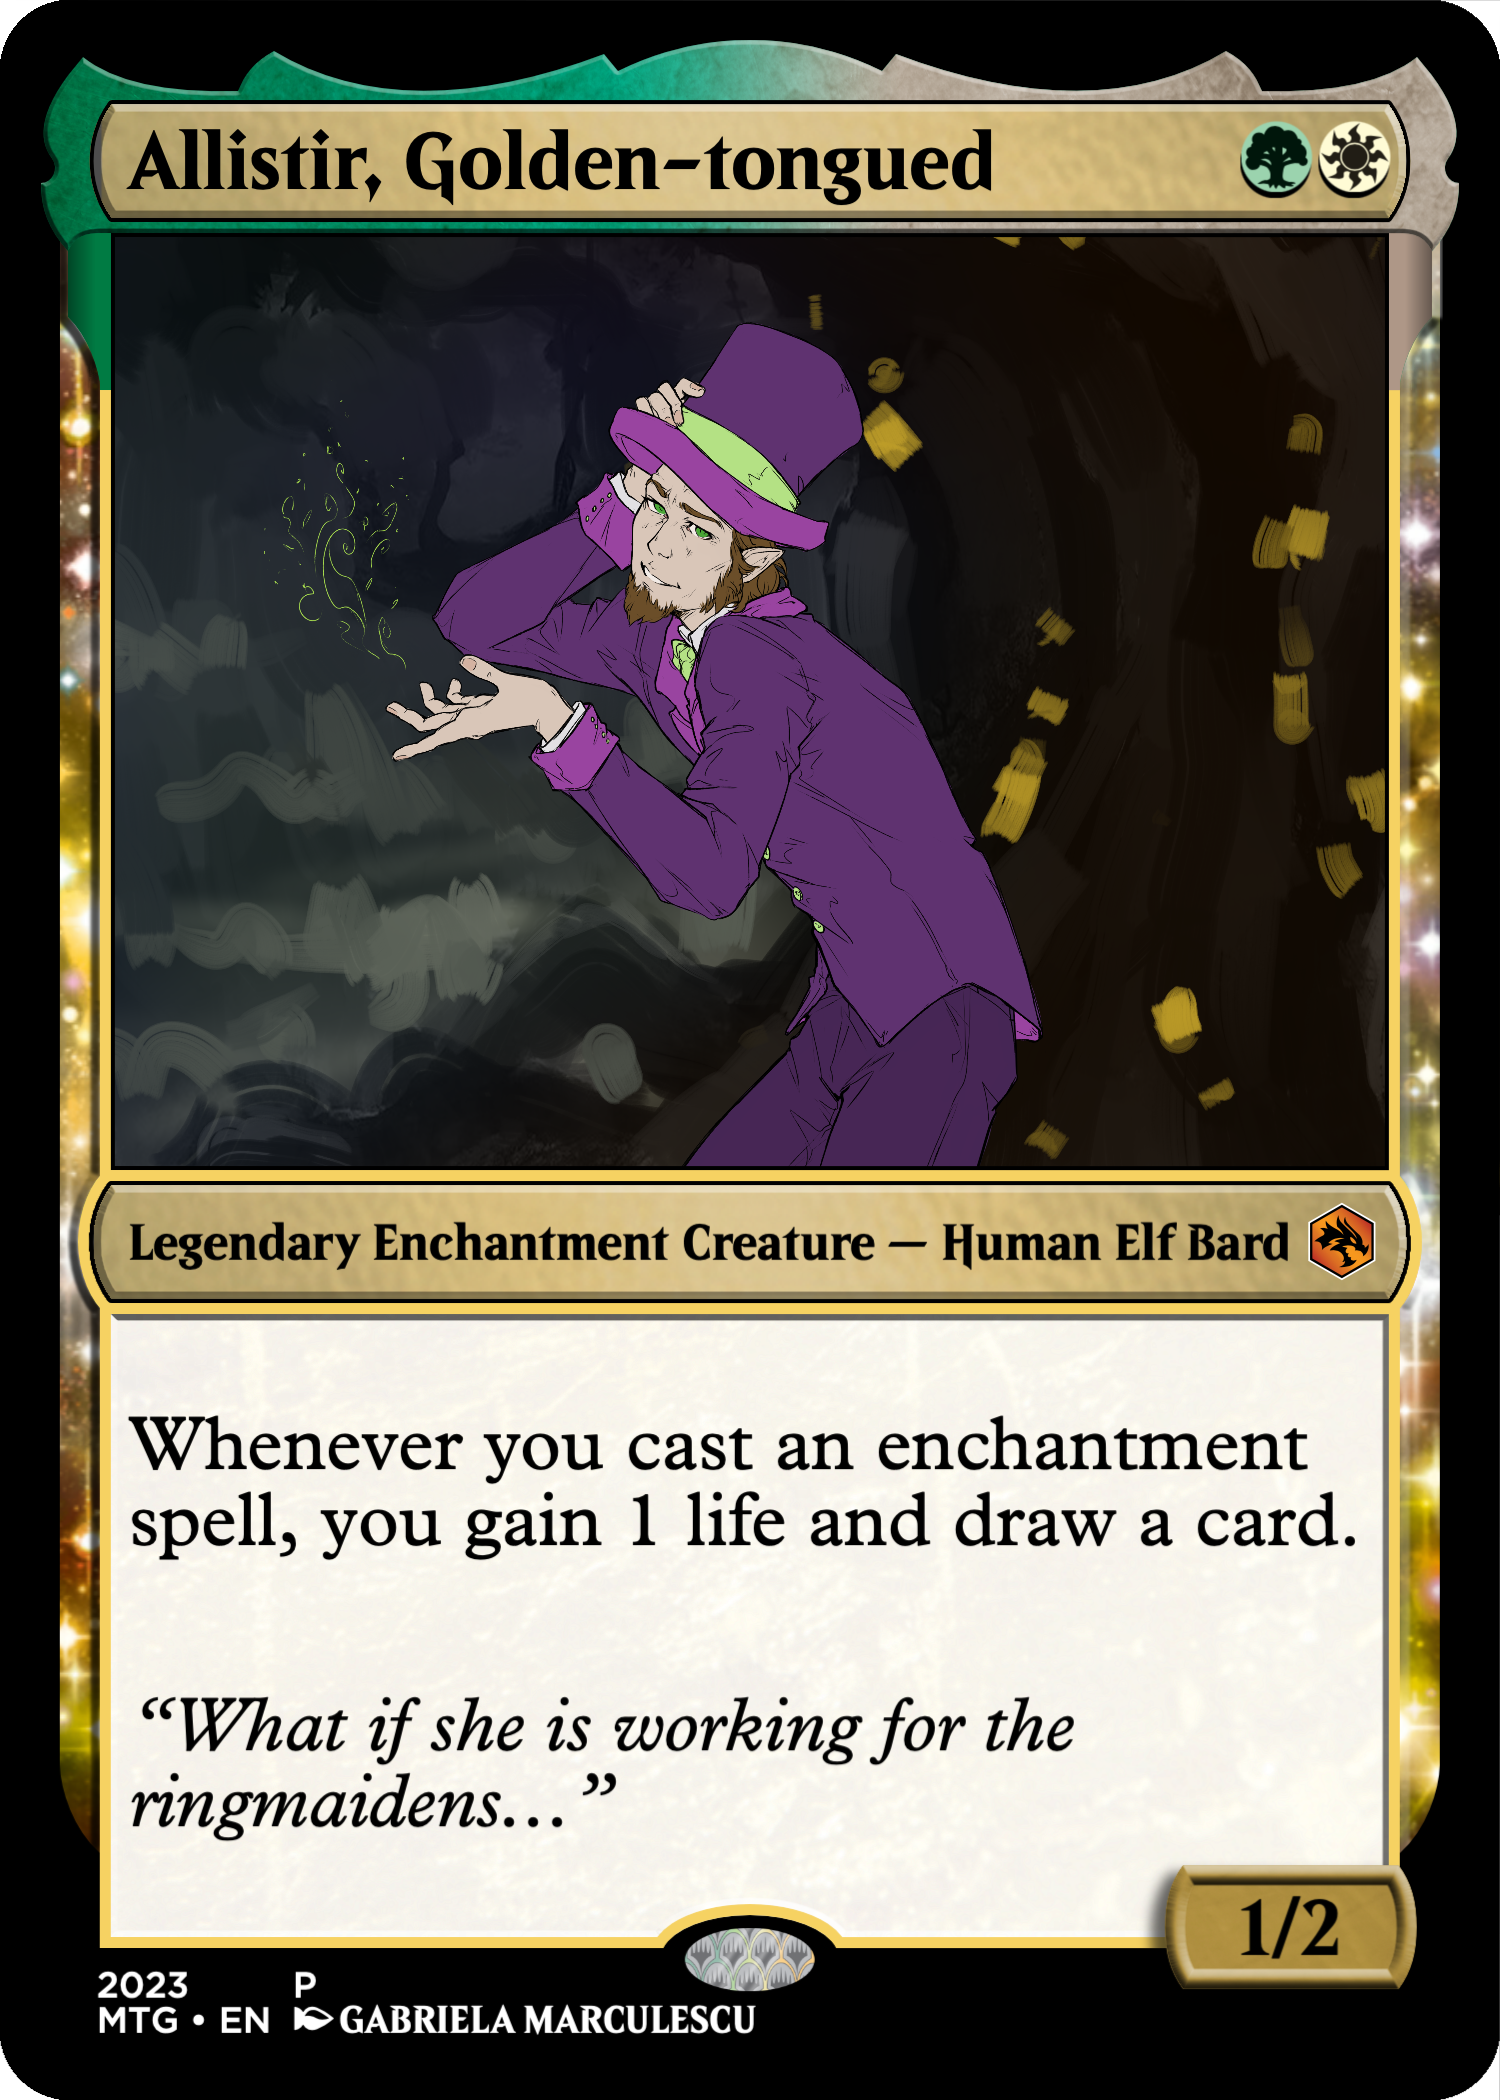 Allistir, Golden-tongued
Legendary Enchantment Creature — Human Elf Bard
Whenever you cast an enchantment
spell, you gain 1 life and draw a card.
“What if she is working for the
ringmaidens…”
1/2
2023 P
MTG • EN GABRIELA MARCULESCU